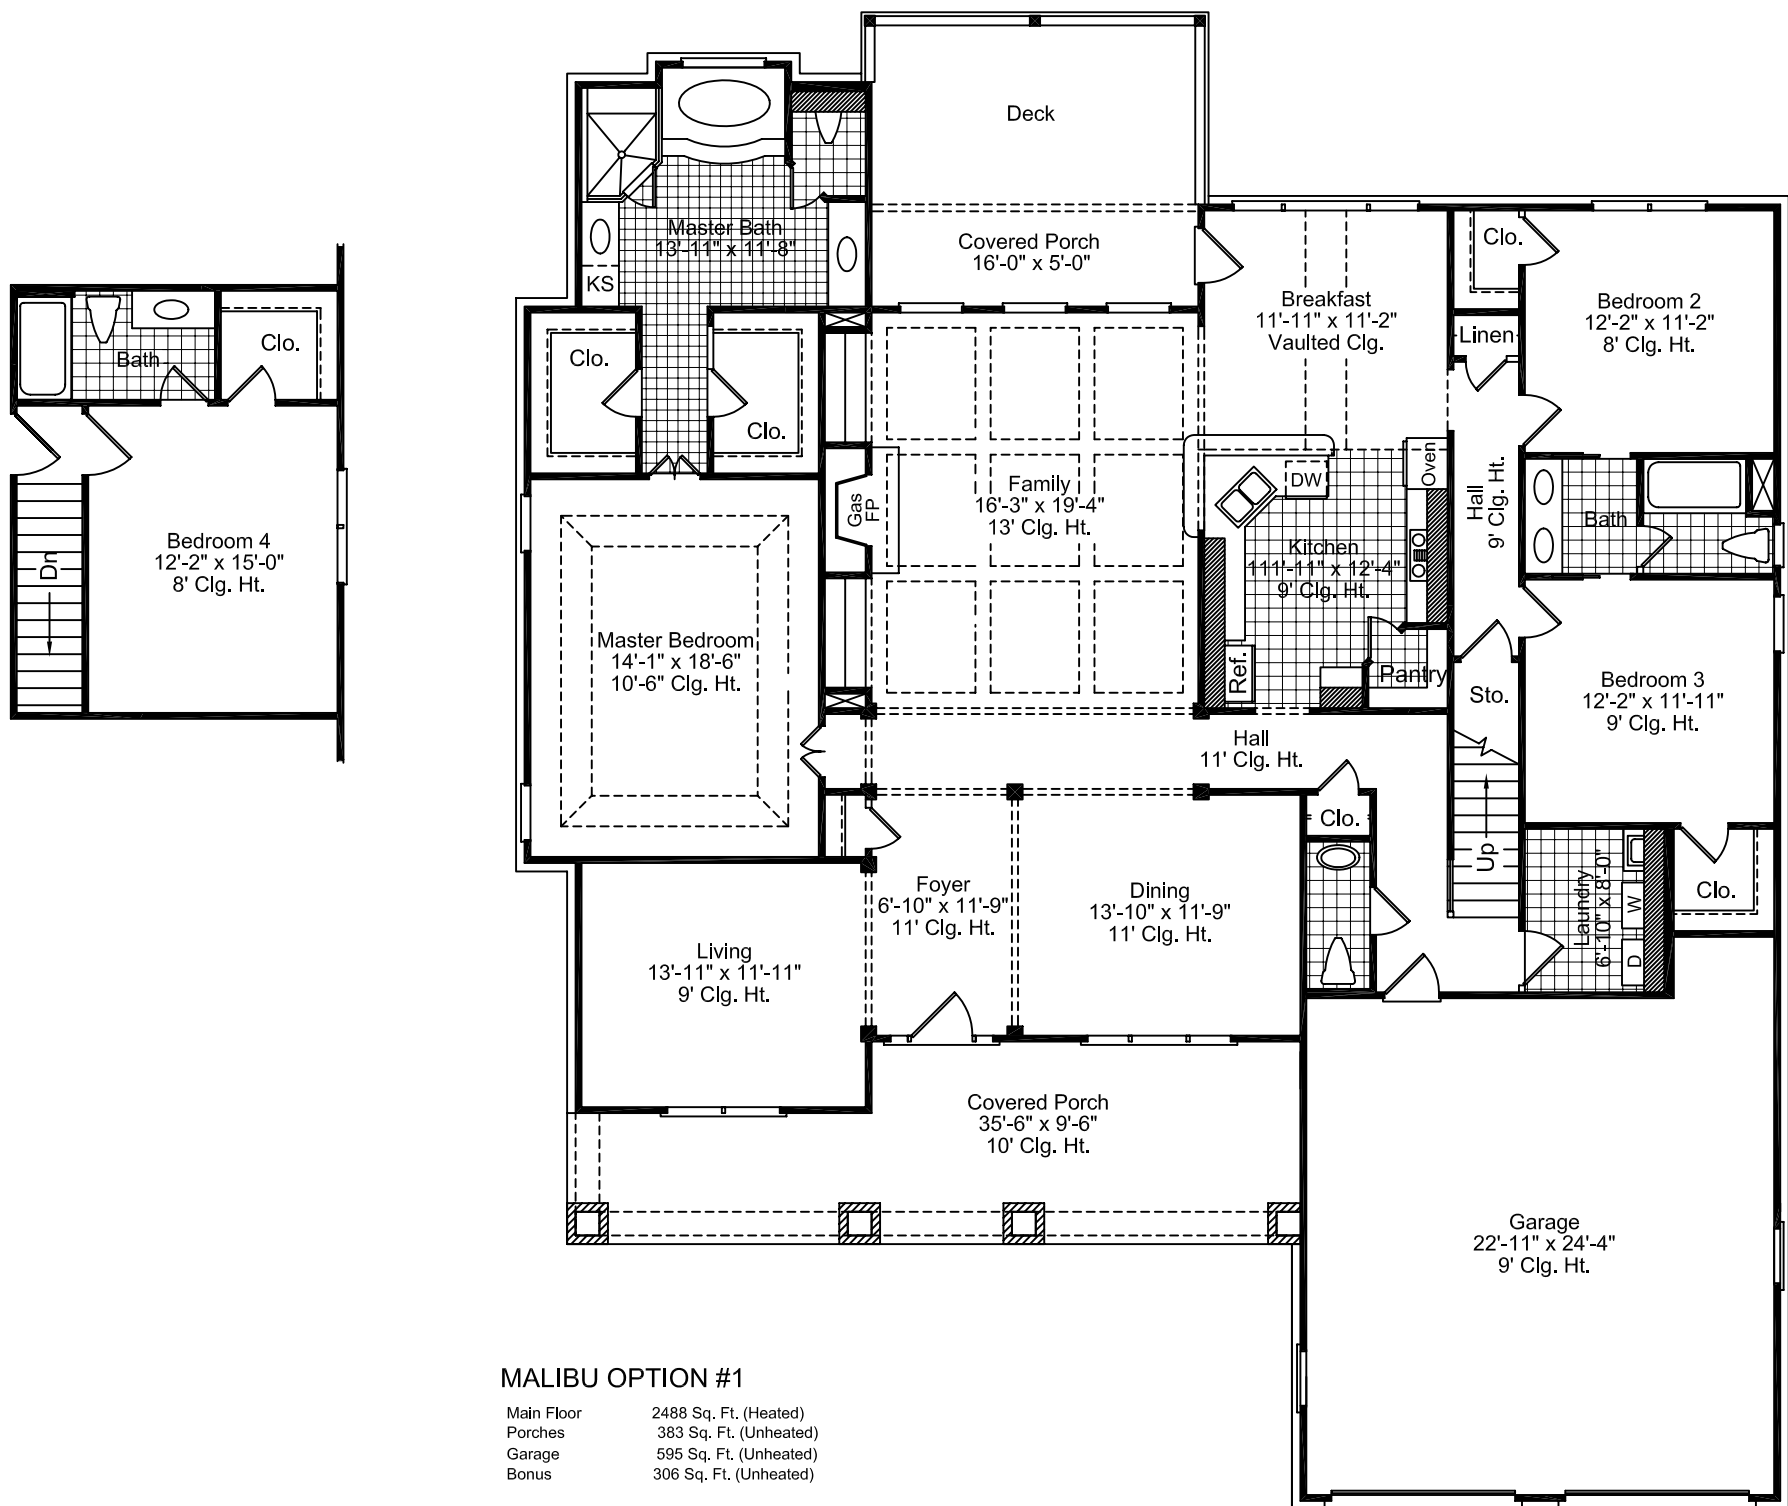 Deck
Master Bath
13'-11" x 11'-8"
KS
Covered Porch
16'-0" x 5'-0"
Clo.
Breakfast
11'-11" x 11'-2"
Vaulted Clg.
Linen
Bedroom 2
12'-2" x 11'-2"
8' Clg. Ht.
Bath
Clo.
Clo.
Clo.
Bedroom 4
12'-2" x 15'-0"
8' Clg. Ht.
Dn
Gas
FP
Family
16'-3" x 19'-4"
13' Clg. Ht.
DW
Oven
Hall
9' Clg. Ht.
Bath
Kitchen
111'-11" x 12'-4"
9' Clg. Ht.
Master Bedroom
14'-1" x 18'-6"
10'-6" Clg. Ht.
Ref.
Pantry
Sto.
Bedroom 3
12'-2" x 11'-11"
9' Clg. Ht.
Hall
11' Clg. Ht.
Clo.
Up
Foyer
6'-10" x 11'-9"
11' Clg. Ht.
Dining
13'-10" x 11'-9"
11' Clg. Ht.
Laundry
6'-10" x 8'-0"
W
D
Clo.
Living
13'-11" x 11'-11"
9' Clg. Ht.
Covered Porch
35'-6" x 9'-6"
10' Clg. Ht.
Garage
22'-11" x 24'-4"
9' Clg. Ht.
MALIBU OPTION #1
Main Floor 2488 Sq. Ft. (Heated)
Porches 383 Sq. Ft. (Unheated)
Garage 595 Sq. Ft. (Unheated)
Bonus 306 Sq. Ft. (Unheated)